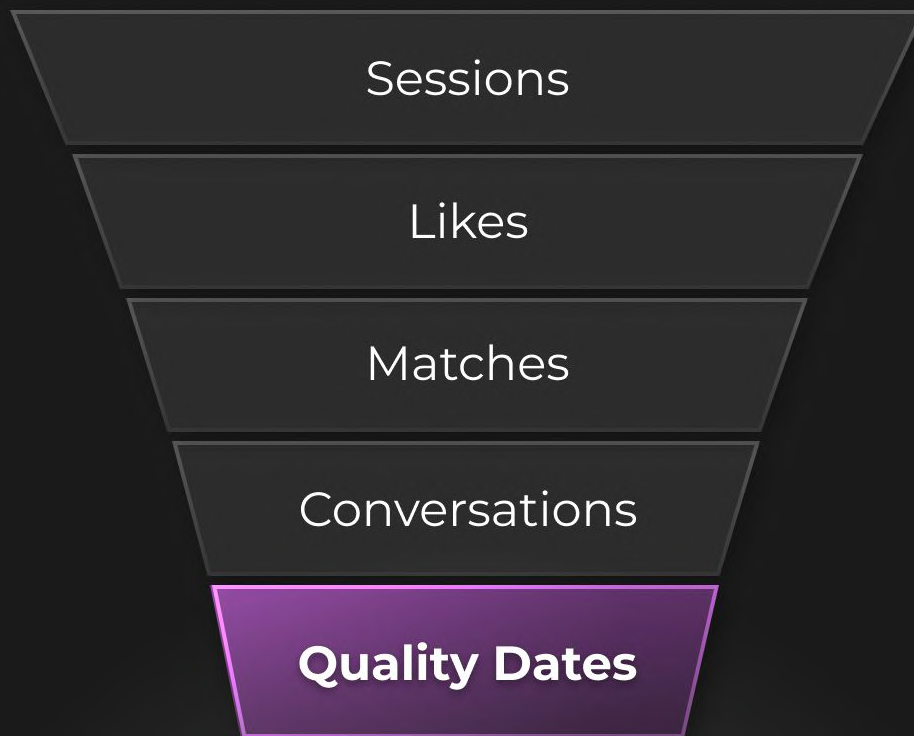 Sessions
Likes
Matches
Conversations
Quality Dates